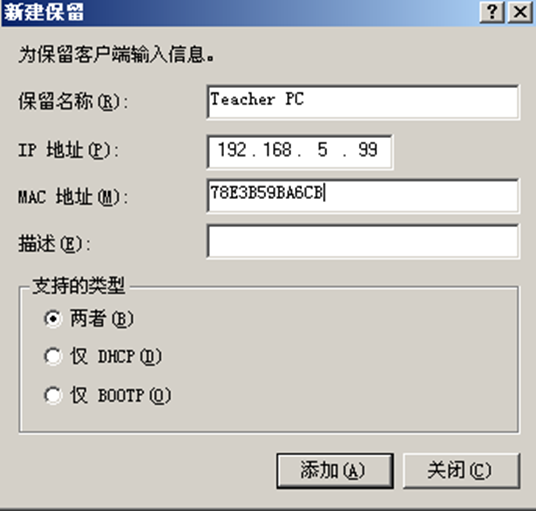 新建保留
为保留客户端输入信息。
保留名称(R): Teacher PC
IP 地址(P): 192 . 168 . 5 . 99
MAC 地址(M): 78E3B59BA6CB
描述(E):
支持的类型
两者(B)
仅 DHCP(D)
仅 BOOTP(O)
添加(A) 关闭(C)